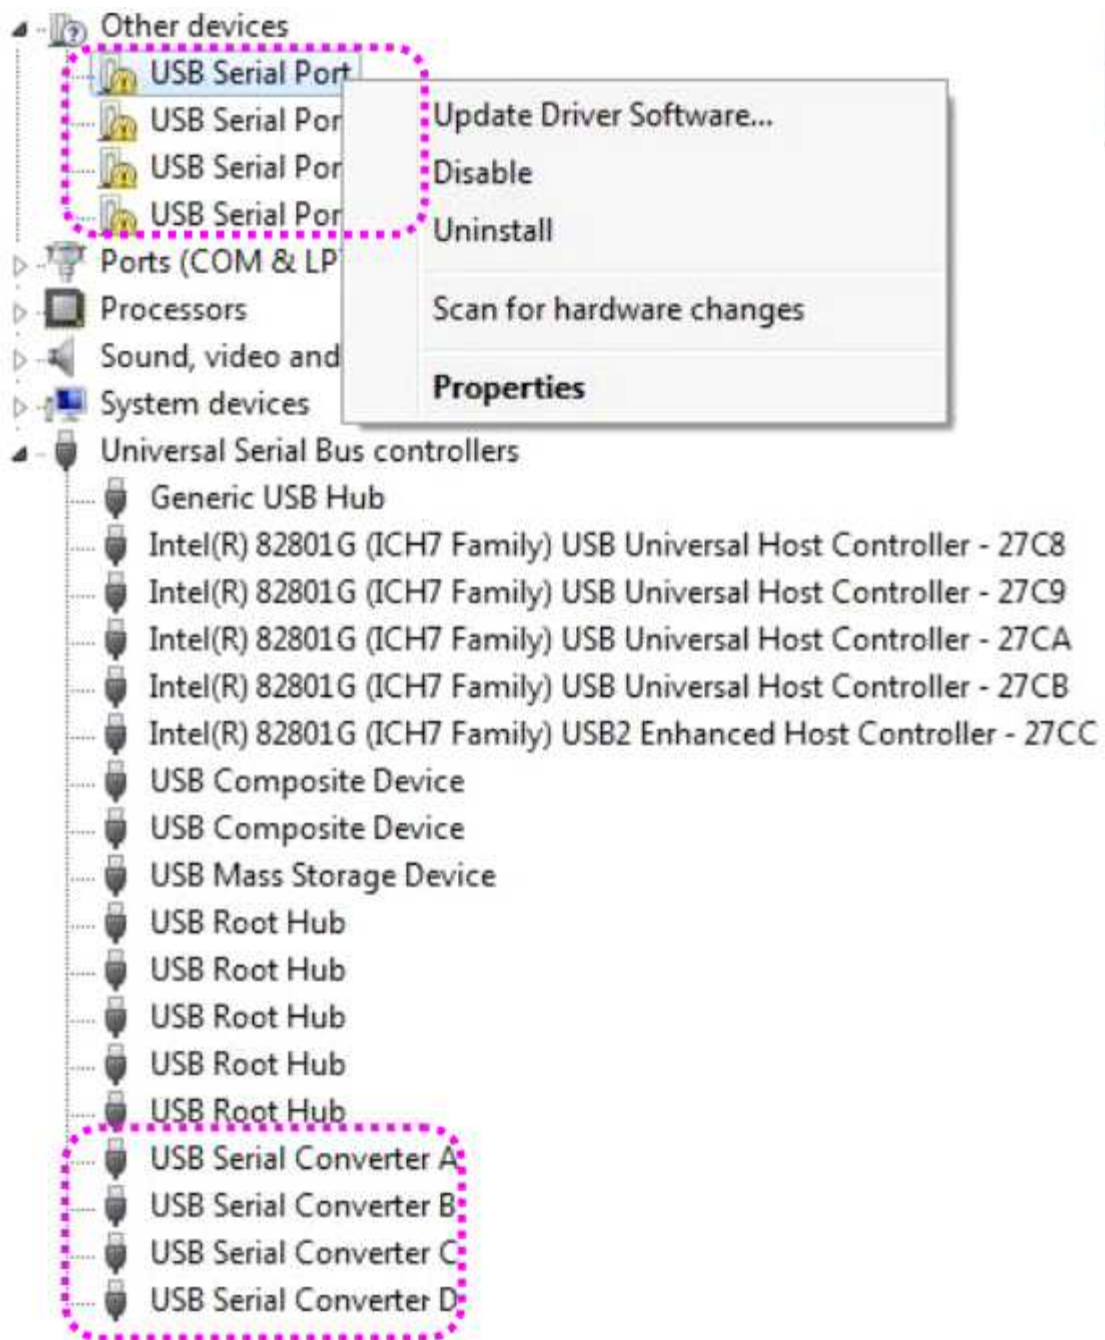 Other devices
USB Serial Port
USB Serial Por
USB Serial Por
USB Serial Por
Update Driver Software...
Disable
Uninstall
Scan for hardware changes
Properties
Ports (COM & LP
Processors
Sound, video and
System devices
Universal Serial Bus controllers
Generic USB Hub
Intel(R) 82801G (ICH7 Family) USB Universal Host Controller - 27C8
Intel(R) 82801G (ICH7 Family) USB Universal Host Controller - 27C9
Intel(R) 82801G (ICH7 Family) USB Universal Host Controller - 27CA
Intel(R) 82801G (ICH7 Family) USB Universal Host Controller - 27CB
Intel(R) 82801G (ICH7 Family) USB2 Enhanced Host Controller - 27CC
USB Composite Device
USB Composite Device
USB Mass Storage Device
USB Root Hub
USB Root Hub
USB Root Hub
USB Root Hub
USB Root Hub
USB Serial Converter A
USB Serial Converter B
USB Serial Converter C
USB Serial Converter D